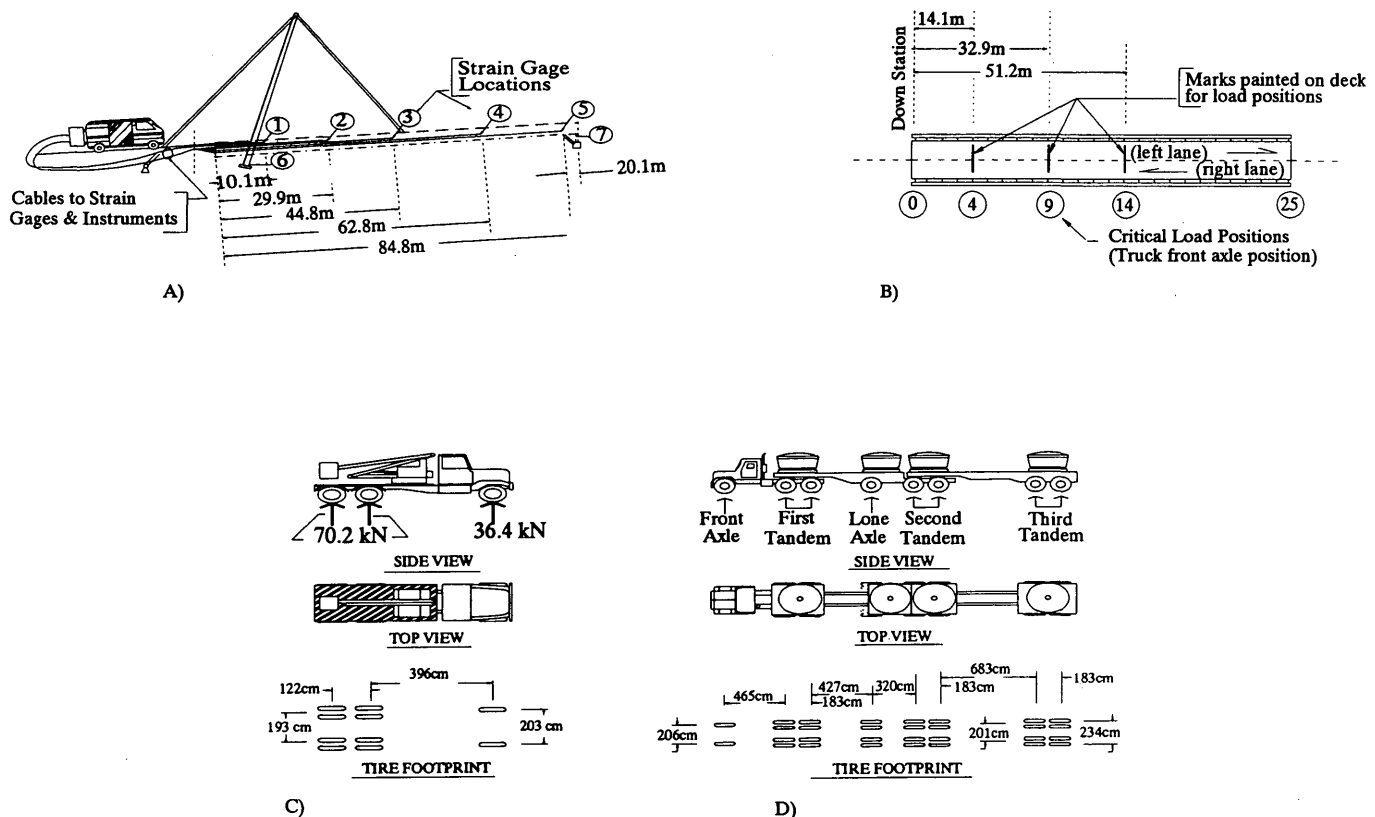 Strain Gage
Locations
1
2
3
4
5
6
7
10.1m
29.9m
44.8m
62.8m
84.8m
20.1m
Cables to Strain
Gages & Instruments
A)
14.1m
32.9m
51.2m
Down Station
Marks painted on deck
for load positions
(left lane)
(right lane)
0
4
9
14
25
Critical Load Positions
(Truck front axle position)
B)
70.2 kN
36.4 kN
SIDE VIEW
TOP VIEW
396cm
122cm
193 cm
203 cm
TIRE FOOTPRINT
C)
Front
Axle
First
Tandem
Lone
Axle
Second
Tandem
Third
Tandem
SIDE VIEW
TOP VIEW
683cm
465cm
427cm
320cm
183cm
183cm
183cm
206cm
201cm
234cm
TIRE FOOTPRINT
D)